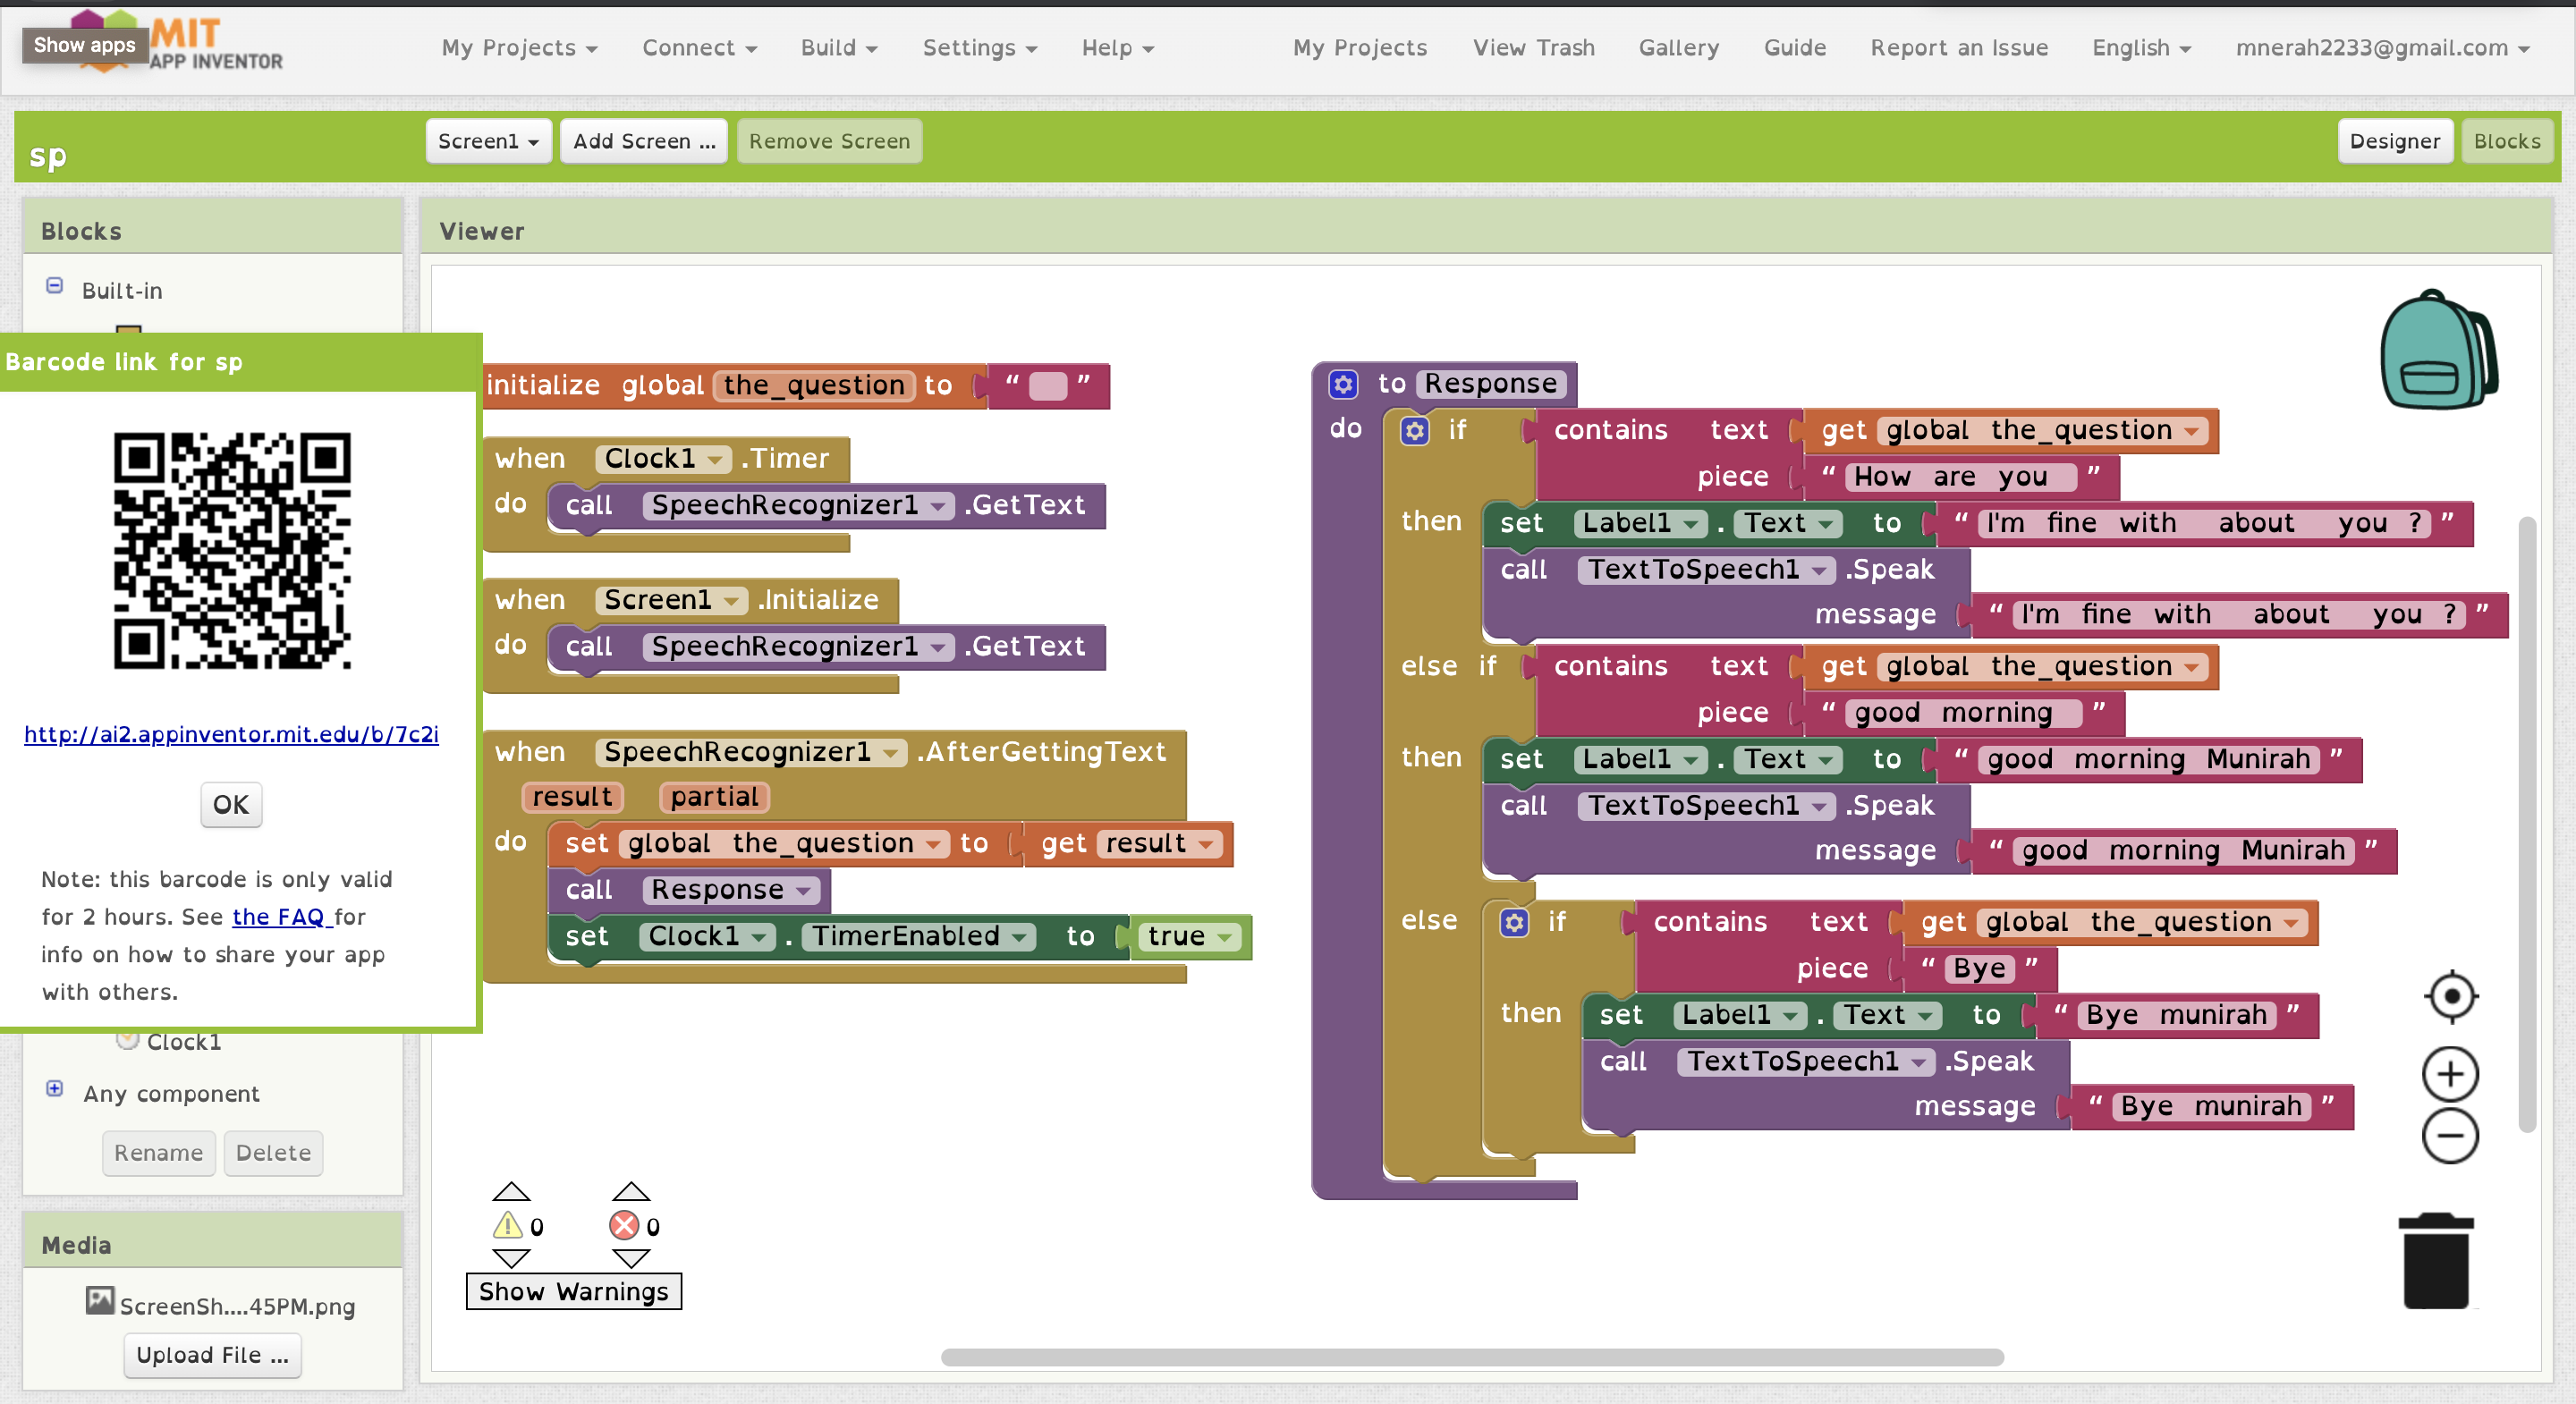 Show apps
MIT
APP INVENTOR
My Projects Connect Build Settings Help My Projects View Trash Gallery Guide Report an Issue English mnerah2233@gmail.com
sp
Screen1 Add Screen ... Remove Screen Designer Blocks
Blocks
Built-in
Barcode link for sp
http://ai2.appinventor.mit.edu/b/7c2i
OK
Note: this barcode is only valid
for 2 hours. See the FAQ for
info on how to share your app
with others.
Clock1
Any component
Rename Delete
Media
ScreenSh....45PM.png
Upload File ...
Viewer
initialize global the_question to “ ”
when Clock1 .Timer
do call SpeechRecognizer1 .GetText
when Screen1 .Initialize
do call SpeechRecognizer1 .GetText
when SpeechRecognizer1 .AfterGettingText
result partial
do set global the_question to get result
call Response
set Clock1 . TimerEnabled to true
0 0
Show Warnings
to Response
do if contains text get global the_question
piece “ How are you ”
then set Label1 . Text to “ I'm fine with about you ? ”
call TextToSpeech1 .Speak
message “ I'm fine with about you ? ”
else if contains text get global the_question
piece “ good morning ”
then set Label1 . Text to “ good morning Munirah ”
call TextToSpeech1 .Speak
message “ good morning Munirah ”
else if contains text get global the_question
piece “ Bye ”
then set Label1 . Text to “ Bye munirah ”
call TextToSpeech1 .Speak
message “ Bye munirah ”